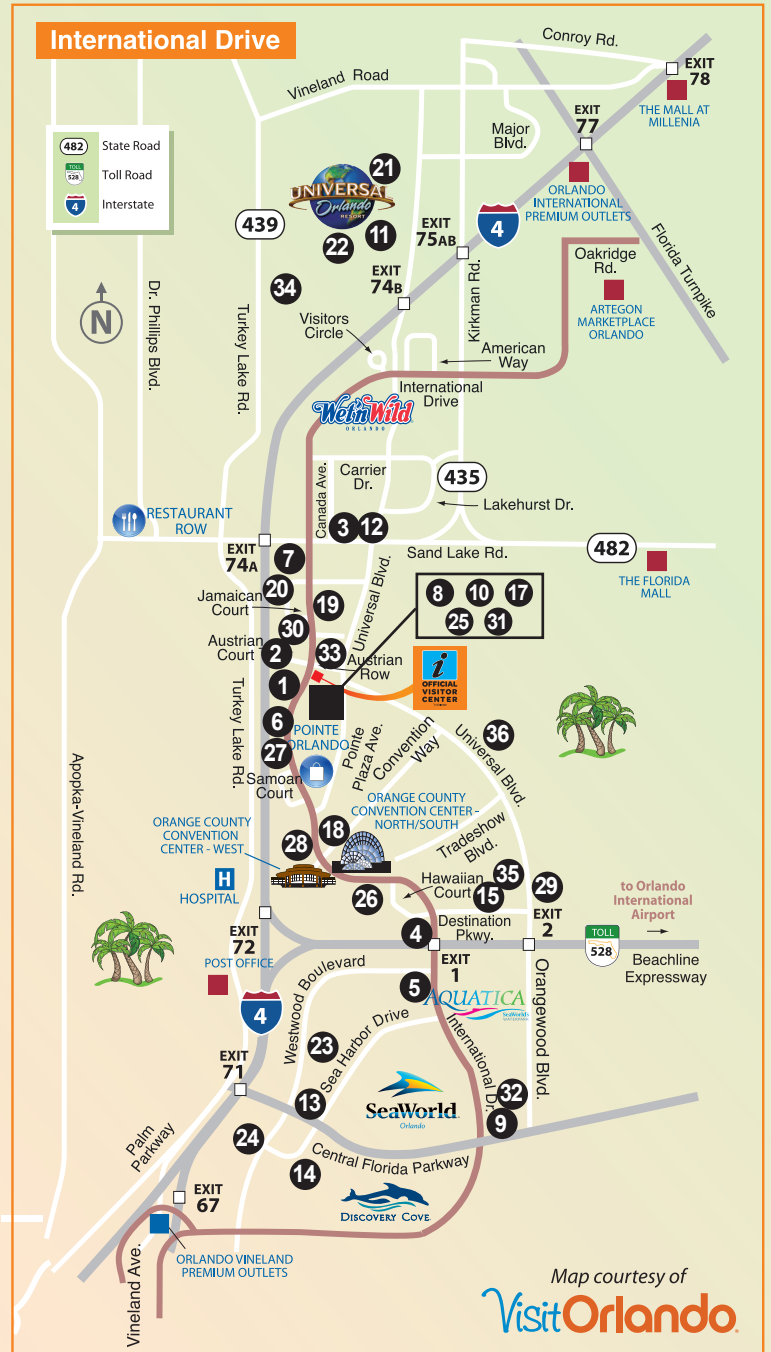 International Drive
Conroy Rd.
EXIT
78
Vineland Road
THE MALL AT
MILLENIA
EXIT
77
Major
Blvd.
482 State Road
TOLL
528
Toll Road
4 Interstate
21
UNIVERSAL
Orlando
RESORT
ORLANDO
INTERNATIONAL
PREMIUM OUTLETS
439
11
22
EXIT
75AB
4
Florida Turnpike
Oakridge
Rd.
EXIT
74B
34
Dr. Phillips Blvd.
N
Turkey Lake Rd.
Kirkman Rd.
ARTEGON
MARKETPLACE
ORLANDO
Visitors
Circle
American
Way
International
Drive
Wet'n Wild
ORLANDO
Canada Ave.
Carrier
Dr.
435
Lakehurst Dr.
RESTAURANT
ROW
3
12
EXIT
74A
7
Sand Lake Rd.
482
THE FLORIDA
MALL
20
Jamaican
Court
19
Universal Blvd.
8
10
17
25
31
30
Austrian
Court
2
33
Austrian
Row
i
OFFICIAL
VISITOR
CENTER
1
Turkey Lake Rd.
6
POINTE
ORLANDO
Pointe
Plaza Ave.
Convention
Way
Universal Blvd.
36
27
Samoan
Court
Apopka-Vineland Rd.
ORANGE COUNTY
CONVENTION CENTER -
NORTH/SOUTH
ORANGE COUNTY
CONVENTION
CENTER - WEST
18
28
Tradeshow
Blvd.
H
HOSPITAL
26
Hawaiian
Court
35
15
29
to Orlando
International
Airport
EXIT
72
4
Destination
Pkwy.
EXIT
2
TOLL
528
Beachline
Expressway
POST OFFICE
EXIT
1
Westwood Boulevard
5
AQUATICA
SeaWorld's
4
Orangewood Blvd.
Sea Harbor Drive
International Dr.
23
EXIT
71
13
SeaWorld
Orlando
32
9
24
Palm
Parkway
Central Florida Parkway
14
EXIT
67
DISCOVERY COVE
ORLANDO VINELAND
PREMIUM OUTLETS
Vineland Ave.
Map courtesy of
VisitOrlando